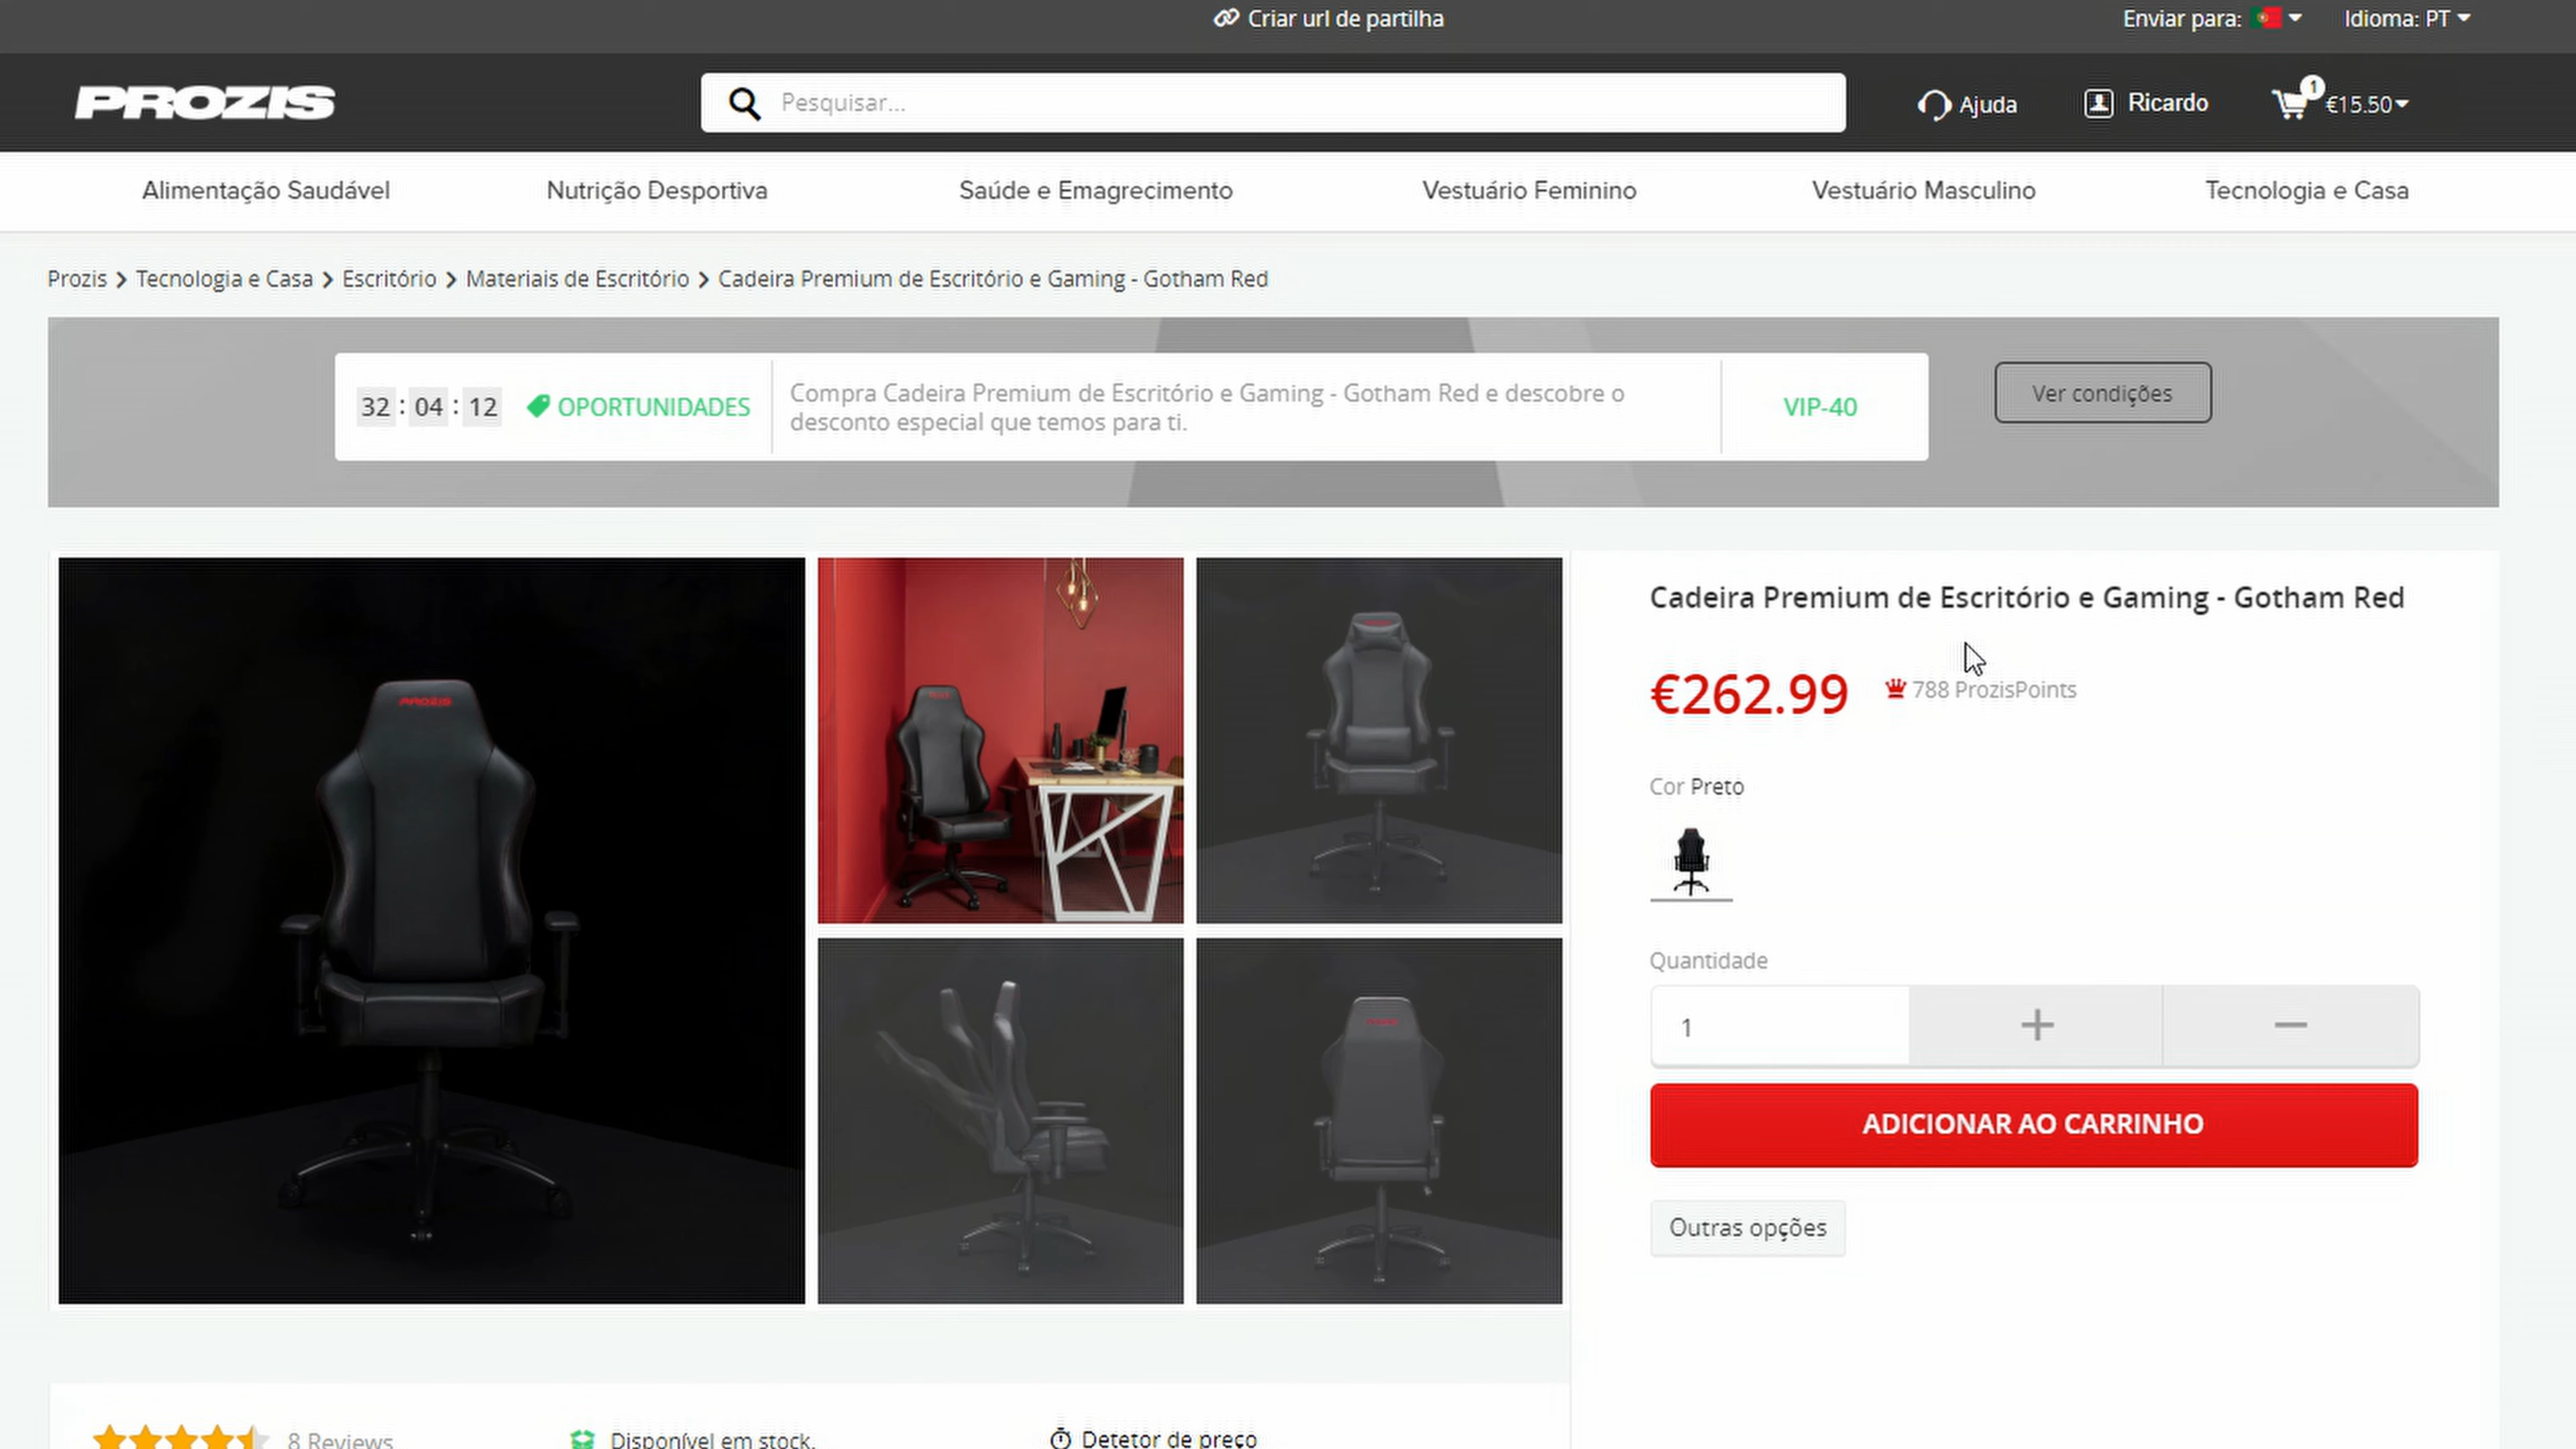 Criar url de partilha
Enviar para:
Idioma: PT
PROZIS
Pesquisar...
Ajuda
Ricardo
1
€15.50
Alimentação Saudável
Nutrição Desportiva
Saúde e Emagrecimento
Vestuário Feminino
Vestuário Masculino
Tecnologia e Casa
Prozis > Tecnologia e Casa > Escritório > Materiais de Escritório > Cadeira Premium de Escritório e Gaming - Gotham Red
32 : 04 : 12
OPORTUNIDADES
Compra Cadeira Premium de Escritório e Gaming - Gotham Red e descobre o
desconto especial que temos para ti.
VIP-40
Ver condições
PROZIS
Cadeira Premium de Escritório e Gaming - Gotham Red
€262.99
788 ProzisPoints
Cor Preto
Quantidade
1
ADICIONAR AO CARRINHO
Outras opções
8 Reviews
Disponível em stock.
Detetor de preço